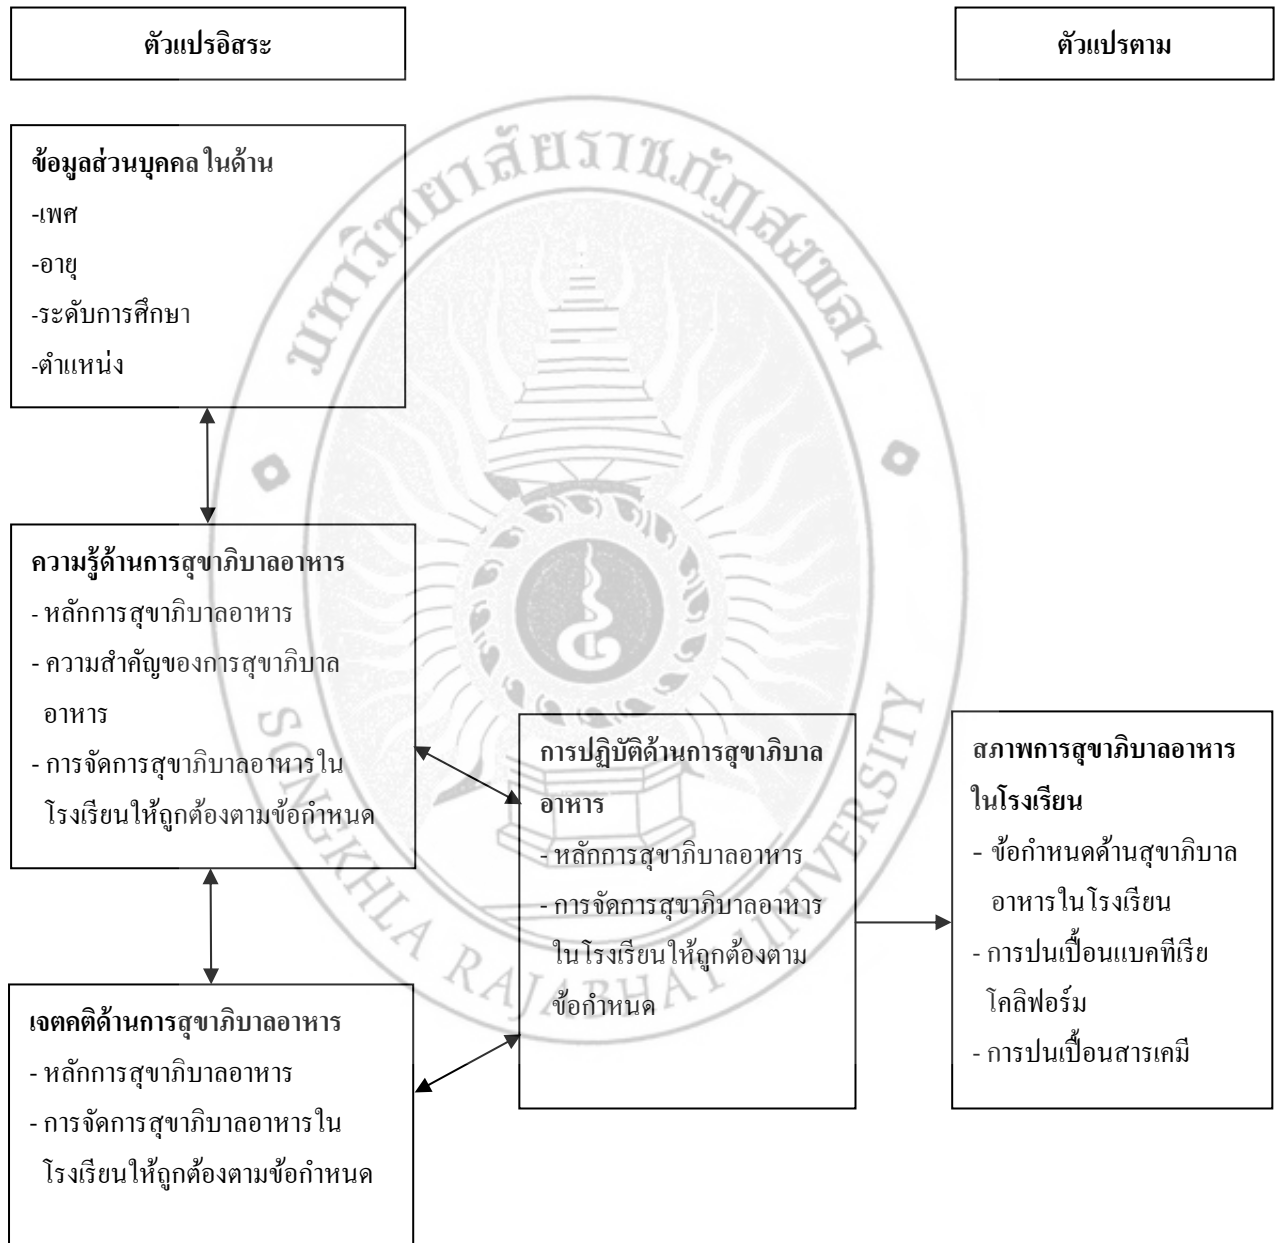 ตัวแปรอิสระ
ตัวแปรตาม
ข้อมูลส่วนบุคคล ในด้าน
-เพศ
-อายุ
-ระดับการศึกษา
-ตำแหน่ง
ความรู้ด้านการสุขาภิบาลอาหาร
- หลักการสุขาภิบาลอาหาร
- ความสำคัญของการสุขาภิบาล
อาหาร
- การจัดการสุขาภิบาลอาหารใน
โรงเรียนให้ถูกต้องตามข้อกำหนด
เจตคติด้านการสุขาภิบาลอาหาร
- หลักการสุขาภิบาลอาหาร
- การจัดการสุขาภิบาลอาหารใน
โรงเรียนให้ถูกต้องตามข้อกำหนด
การปฏิบัติด้านการสุขาภิบาล
อาหาร
- หลักการสุขาภิบาลอาหาร
- การจัดการสุขาภิบาลอาหาร
ในโรงเรียนให้ถูกต้องตาม
ข้อกำหนด
สภาพการสุขาภิบาลอาหาร
ในโรงเรียน
- ข้อกำหนดด้านสุขาภิบาล
อาหารในโรงเรียน
- การปนเปื้อนแบคทีเรีย
โคลิฟอร์ม
- การปนเปื้อนสารเคมี
มหาวิทยาลัยราชภัฏสงขลา
SONGKHLA RAJABHAT UNIVERSITY